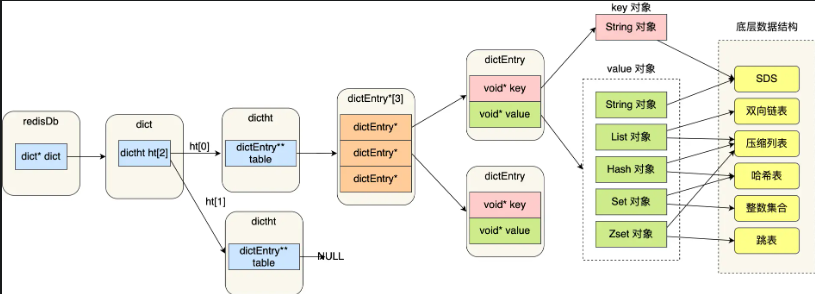 redisDb
dict* dict
dict
dictht ht[2]
ht[0]
ht[1]
dictht
dictEntry**
table
dictht
dictEntry**
table
NULL
dictEntry*[3]
dictEntry*
dictEntry*
dictEntry*
dictEntry
void* key
void* value
dictEntry
void* key
void* value
key 对象
String 对象
value 对象
String 对象
List 对象
Hash 对象
Set 对象
Zset 对象
底层数据结构
SDS
双向链表
压缩列表
哈希表
整数集合
跳表